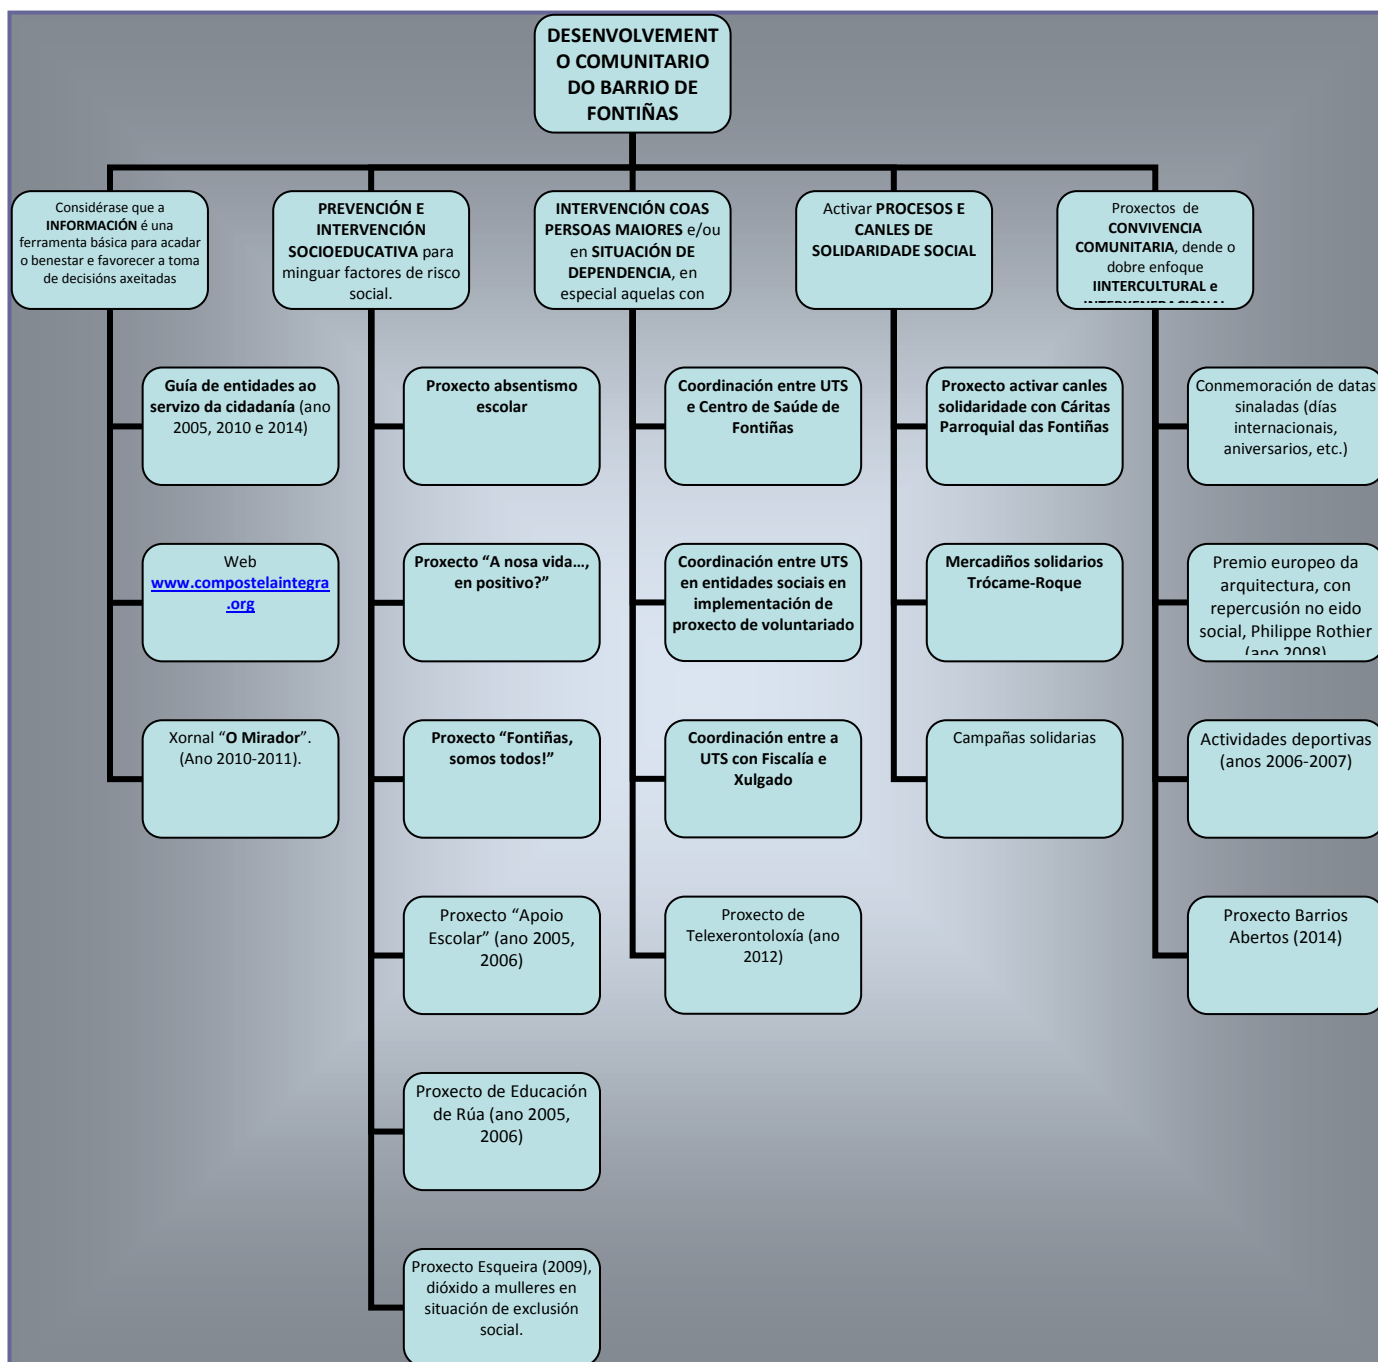 DESENVOLVEMENT
O COMUNITARIO
DO BARRIO DE
FONTIÑAS
Considérase que a
INFORMACIÓN é una
ferramenta básica para acadar
o benestar e favorecer a toma
de decisións axeitadas
PREVENCIÓN E
INTERVENCIÓN
SOCIOEDUCATIVA para
minguar factores de risco
social.
INTERVENCIÓN COAS
PERSOAS MAIORES e/ou
en SITUACIÓN DE
DEPENDENCIA, en
especial aquelas con
Activar PROCESOS E
CANLES DE
SOLIDARIDADE SOCIAL
Proxectos de
CONVIVENCIA
COMUNITARIA, dende o
dobre enfoque
IINTERCULTURAL e
INTERXENERACIONAL
Guía de entidades ao
servizo da cidadanía (ano
2005, 2010 e 2014)
Web
www.compostelaintegra
.org
Xornal “O Mirador”.
(Ano 2010-2011).
Proxecto absentismo
escolar
Proxecto “A nosa vida…,
en positivo?”
Proxecto “Fontiñas,
somos todos!”
Proxecto “Apoio
Escolar” (ano 2005,
2006)
Proxecto de Educación
de Rúa (ano 2005,
2006)
Proxecto Esqueira (2009),
dióxido a mulleres en
situación de exclusión
social.
Coordinación entre UTS
e Centro de Saúde de
Fontiñas
Coordinación entre UTS
en entidades sociais en
implementación de
proxecto de voluntariado
Coordinación entre a
UTS con Fiscalía e
Xulgado
Proxecto de
Telexerontoloxía (ano
2012)
Proxecto activar canles
solidaridade con Cáritas
Parroquial das Fontiñas
Mercadiños solidarios
Trócame-Roque
Campañas solidarias
Conmemoración de datas
sinaladas (días
internacionais,
aniversarios, etc.)
Premio europeo da
arquitectura, con
repercusión no eido
social, Philippe Rothier
(ano 2008)
Actividades deportivas
(anos 2006-2007)
Proxecto Barrios
Abertos (2014)